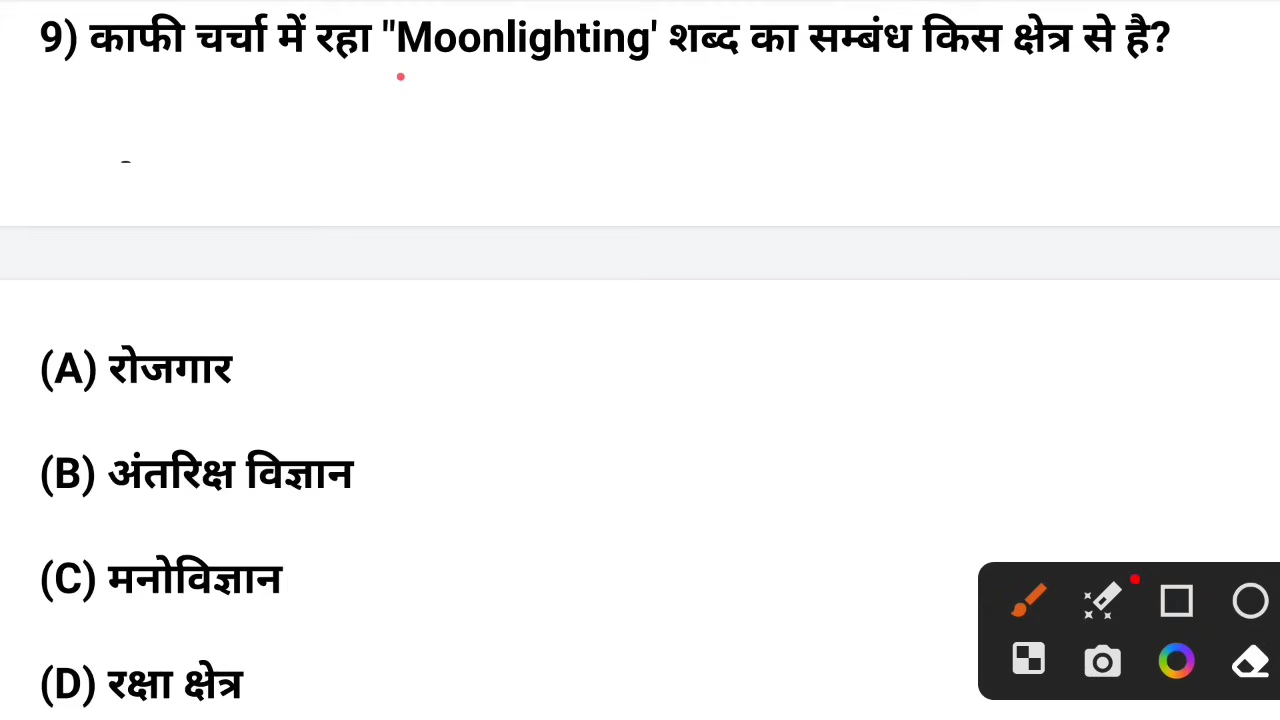 9) काफी चर्चा में रहा "Moonlighting' शब्द का सम्बंध किस क्षेत्र से है?
(A) रोजगार
(B) अंतरिक्ष विज्ञान
(C) मनोविज्ञान
(D) रक्षा क्षेत्र